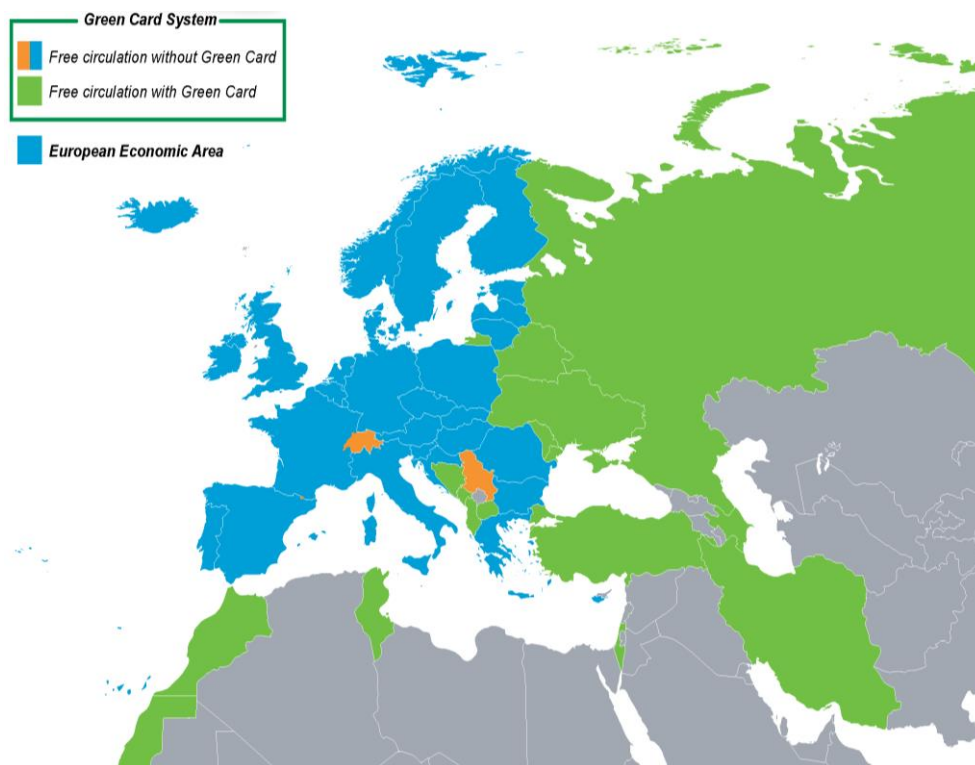 Green Card System
Free circulation without Green Card
Free circulation with Green Card
European Economic Area